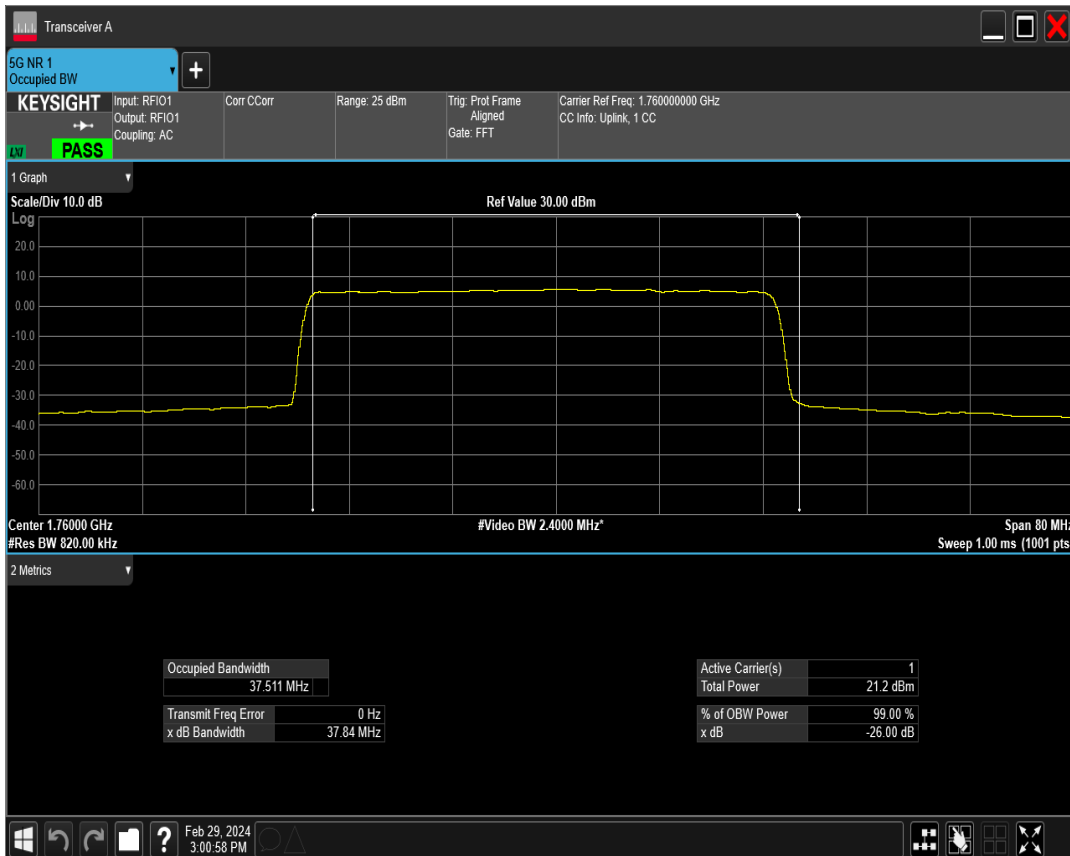 Transceiver A
5G NR 1
Occupied BW
+
KEYSIGHT
LXI
PASS
Input: RFIO1
Output: RFIO1
Coupling: AC
Corr CCorr
Range: 25 dBm
Trig: Prot Frame
Aligned
Gate: FFT
Carrier Ref Freq: 1.760000000 GHz
CC Info: Uplink, 1 CC
1 Graph
Scale/Div 10.0 dB
Ref Value 30.00 dBm
Log
20.0
10.0
0.00
-10.0
-20.0
-30.0
-40.0
-50.0
-60.0
Center 1.76000 GHz
#Video BW 2.4000 MHz*
Span 80 MHz
#Res BW 820.00 kHz
Sweep 1.00 ms (1001 pts
2 Metrics
Occupied Bandwidth
37.511 MHz
Transmit Freq Error 0 Hz
x dB Bandwidth 37.84 MHz
Active Carrier(s) 1
Total Power 21.2 dBm
% of OBW Power 99.00 %
x dB -26.00 dB
?
Feb 29, 2024
3:00:58 PM